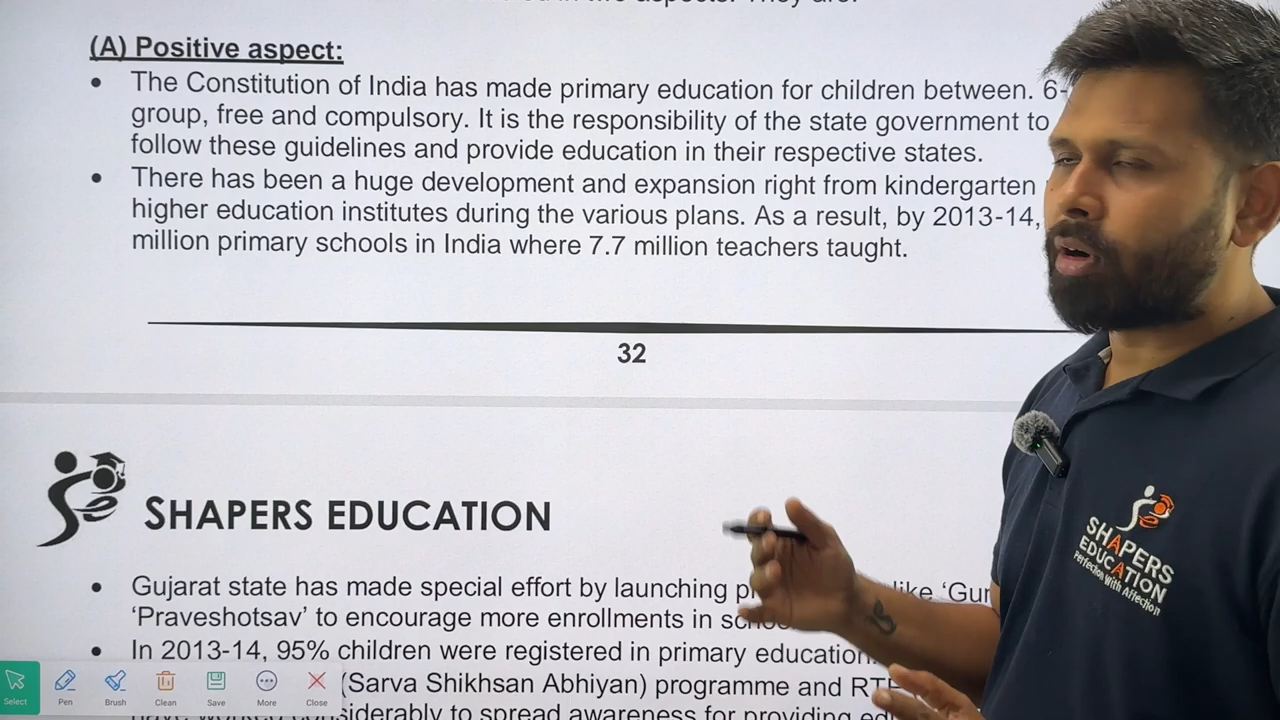 (A) Positive aspect:
• The Constitution of India has made primary education for children between. 6-
group, free and compulsory. It is the responsibility of the state government to
follow these guidelines and provide education in their respective states.
• There has been a huge development and expansion right from kindergarten
higher education institutes during the various plans. As a result, by 2013-14,
million primary schools in India where 7.7 million teachers taught.
32
SHAPERS EDUCATION
• Gujarat state has made special effort by launching like
‘Praveshotsav’ to encourage more enrollments in
• In 2013-14, 95% children were registered in primary education.
(Sarva Shikhsan Abhiyan) programme and
to spread awareness for providing
Select
Pen
Brush
Clean
Save
More
Close
SHAPERS
EDUCATION
Perfection With Affection